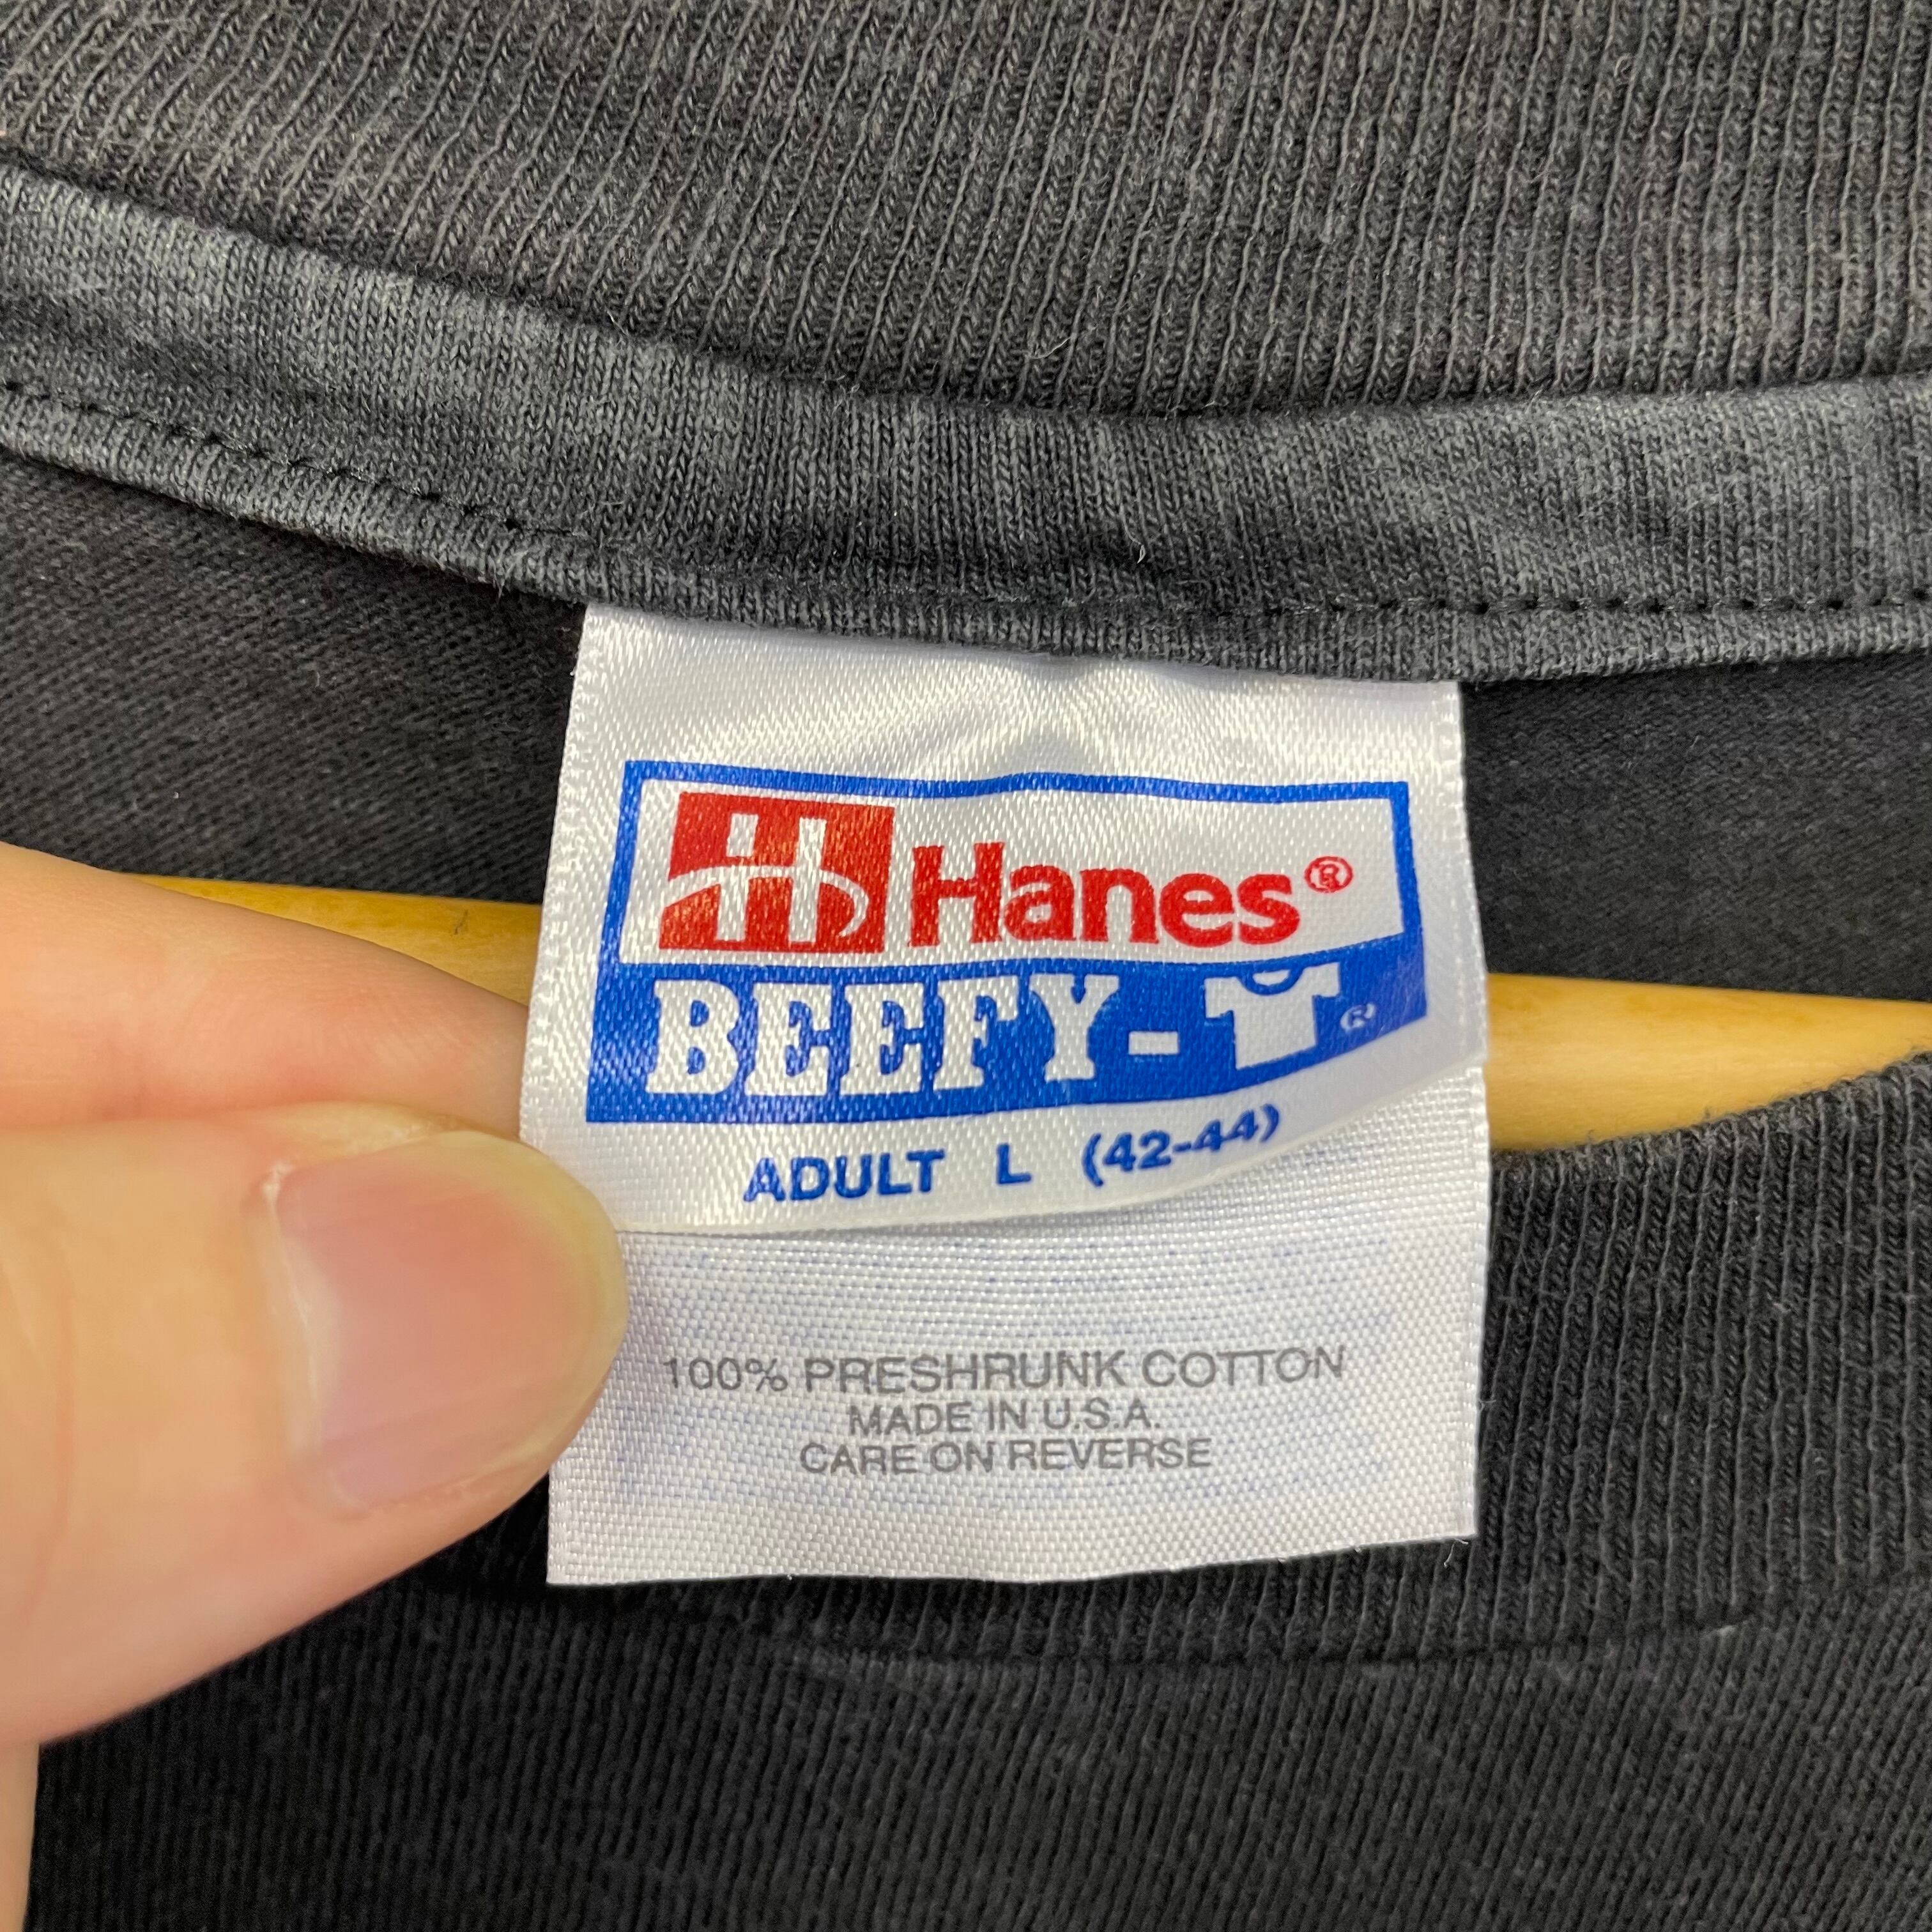 Hanes®
BEEFY-T®
ADULT L (42-44)
100% PRESHRUNK COTTON
MADE IN U.S.A.
CARE ON REVERSE